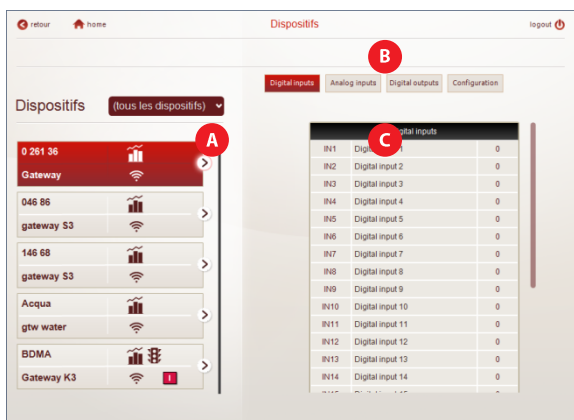 retour home Dispositifs logout
B
Digital inputs Analog inputs Digital outputs Configuration
Dispositifs (tous les dispositifs)
A
C
0 261 36
Gateway
046 86
gateway S3
146 68
gateway S3
Acqua
gtw water
BDMA
Gateway K3 I
inputs
IN1 1 0
IN2 Digital input 2 0
IN3 Digital input 3 0
IN4 Digital input 4 0
IN5 Digital input 5 0
IN6 Digital input 6 0
IN7 Digital input 7 0
IN8 Digital input 8 0
IN9 Digital input 9 0
IN10 Digital input 10 0
IN11 Digital input 11 0
IN12 Digital input 12 0
IN13 Digital input 13 0
IN14 Digital input 14 0